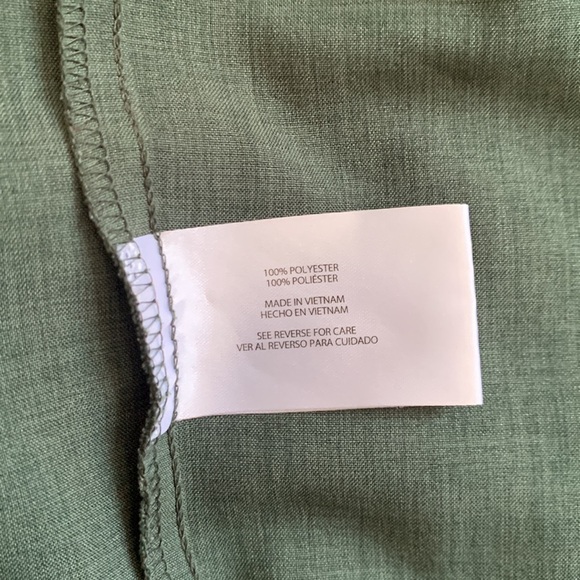 100% POLYESTER
100% POLIÉSTER
MADE IN VIETNAM
HECHO EN VIETNAM
SEE REVERSE FOR CARE
VER AL REVERSO PARA CUIDADO